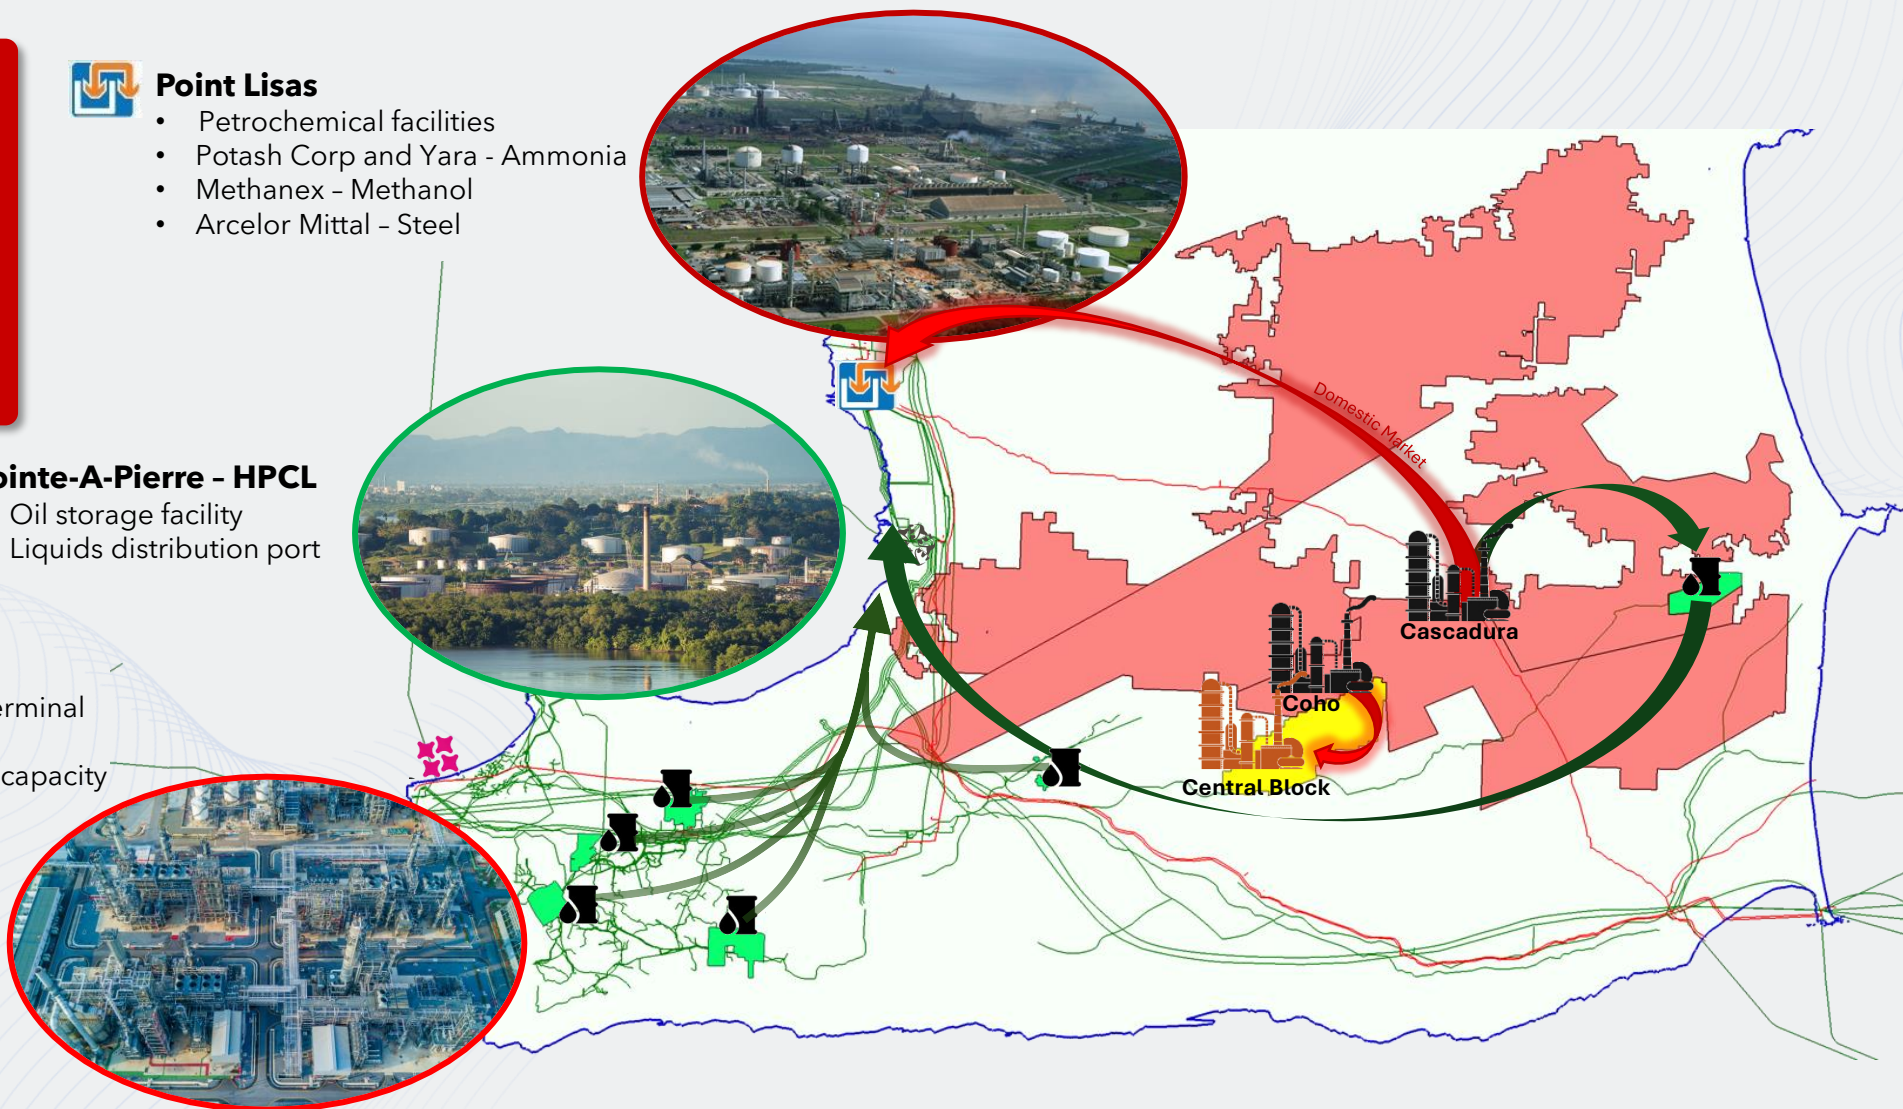 Point Lisas
• Petrochemical facilities
• Potash Corp and Yara - Ammonia
• Methanex – Methanol
• Arcelor Mittal – Steel
ointe-A-Pierre – HPCL
Oil storage facility
Liquids distribution port
erminal
capacity
Domestic Market
Cascadura
Coho
Central Block